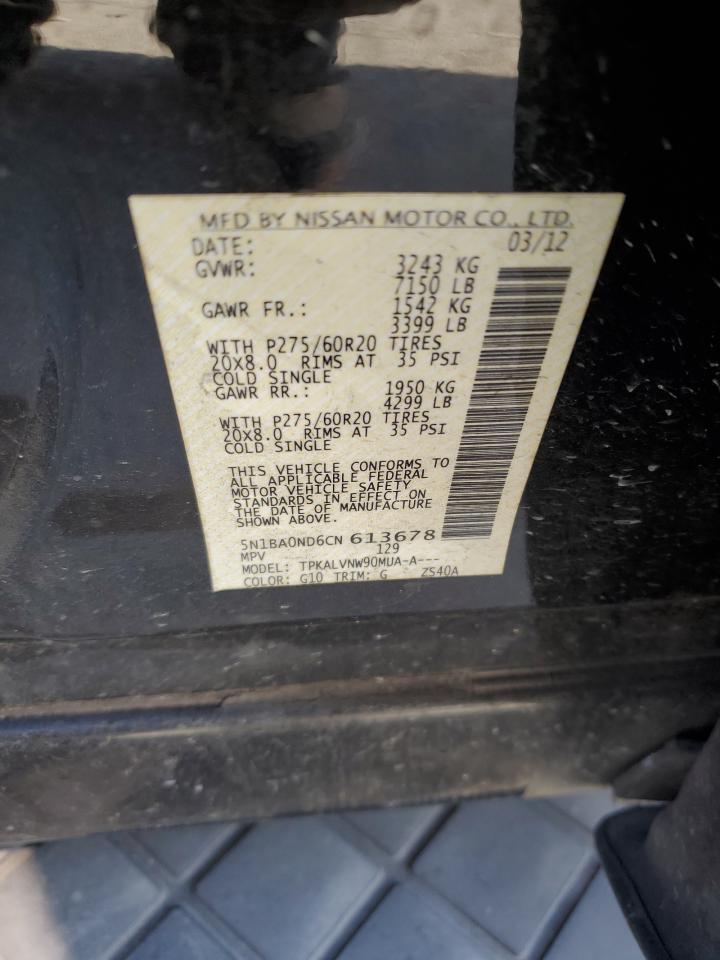 MFD BY NISSAN MOTOR CO., LTD.
DATE: 03/12
GVWR: 3243 KG
7150 LB
GAWR FR.: 1542 KG
3399 LB
WITH P275/60R20 TIRES
20X8.0 RIMS AT 35 PSI
COLD SINGLE
GAWR RR.: 1950 KG
4299 LB
WITH P275/60R20 TIRES
20X8.0 RIMS AT 35 PSI
COLD SINGLE
THIS VEHICLE CONFORMS TO
ALL APPLICABLE FEDERAL
MOTOR VEHICLE SAFETY
STANDARDS IN EFFECT ON
THE DATE OF MANUFACTURE
SHOWN ABOVE.
5N1BA0ND6CN 613678
MPV 129
MODEL: TPKALVNW90MUA-A---
COLOR: G10 TRIM: G ZS40A